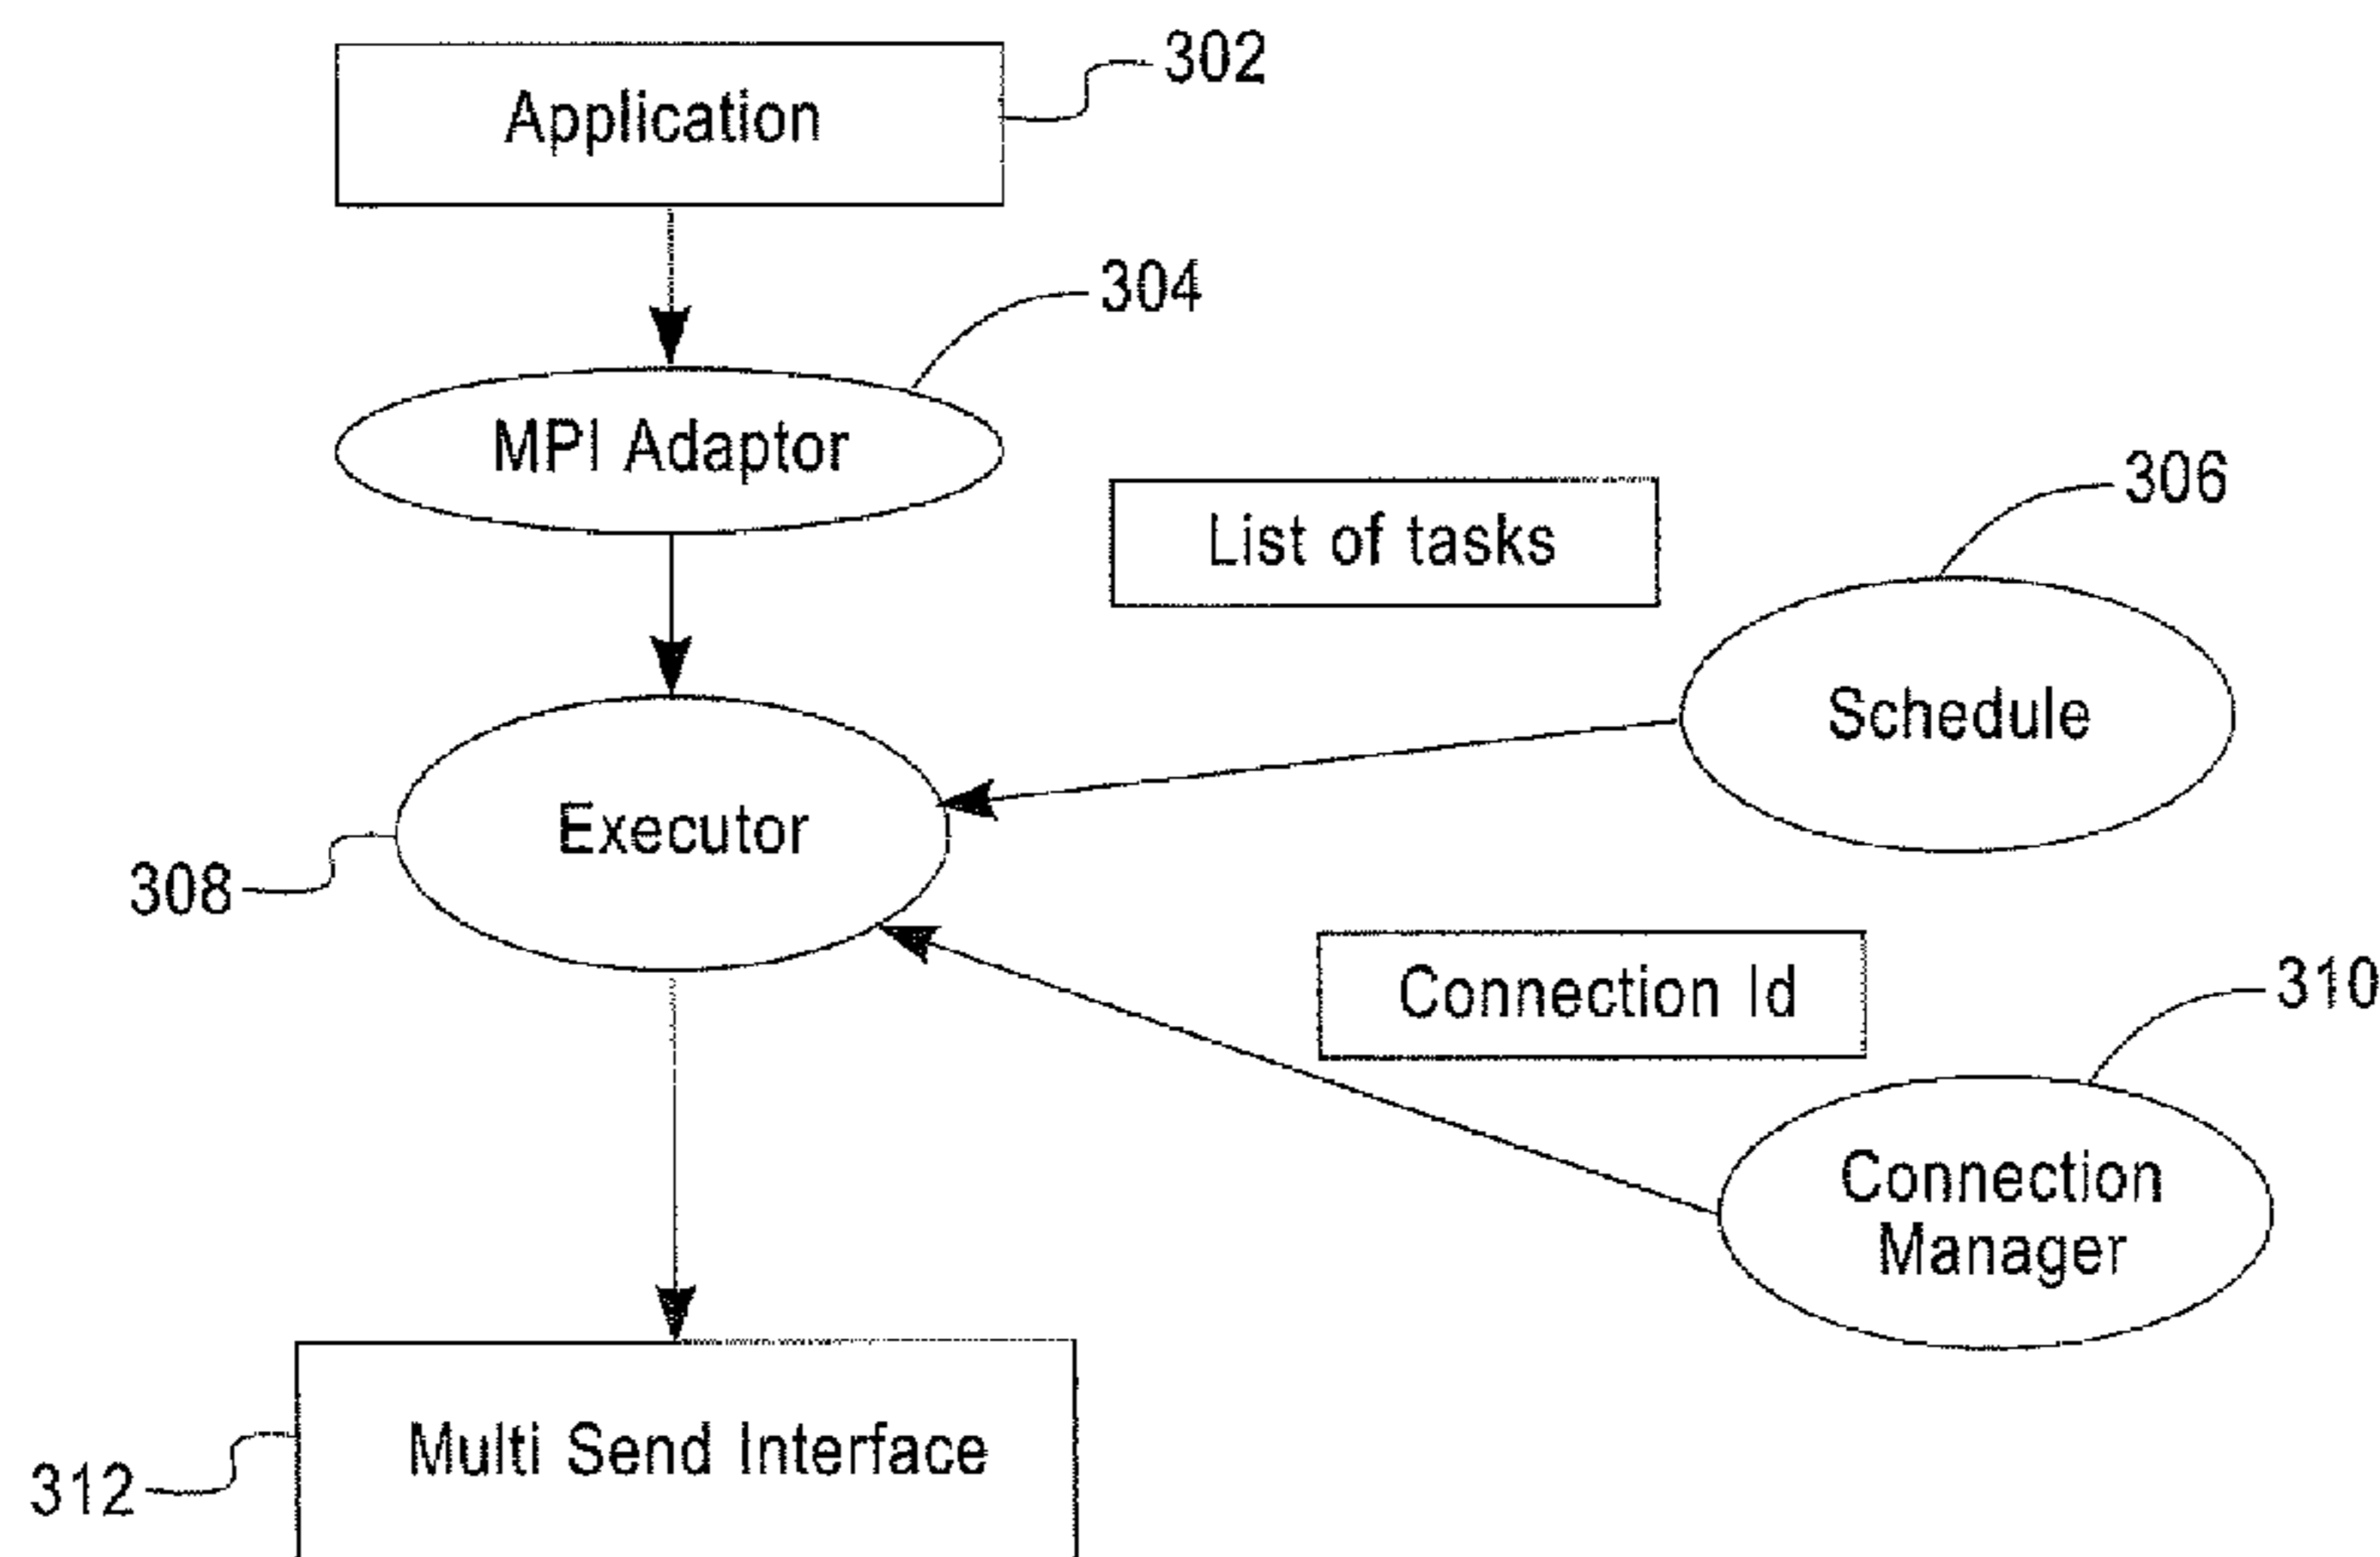 302
Application
304
MPI Adaptor
306
List of tasks
Schedule
Executor
308
310
Connection Id
Connection
Manager
Multi Send Interface
312